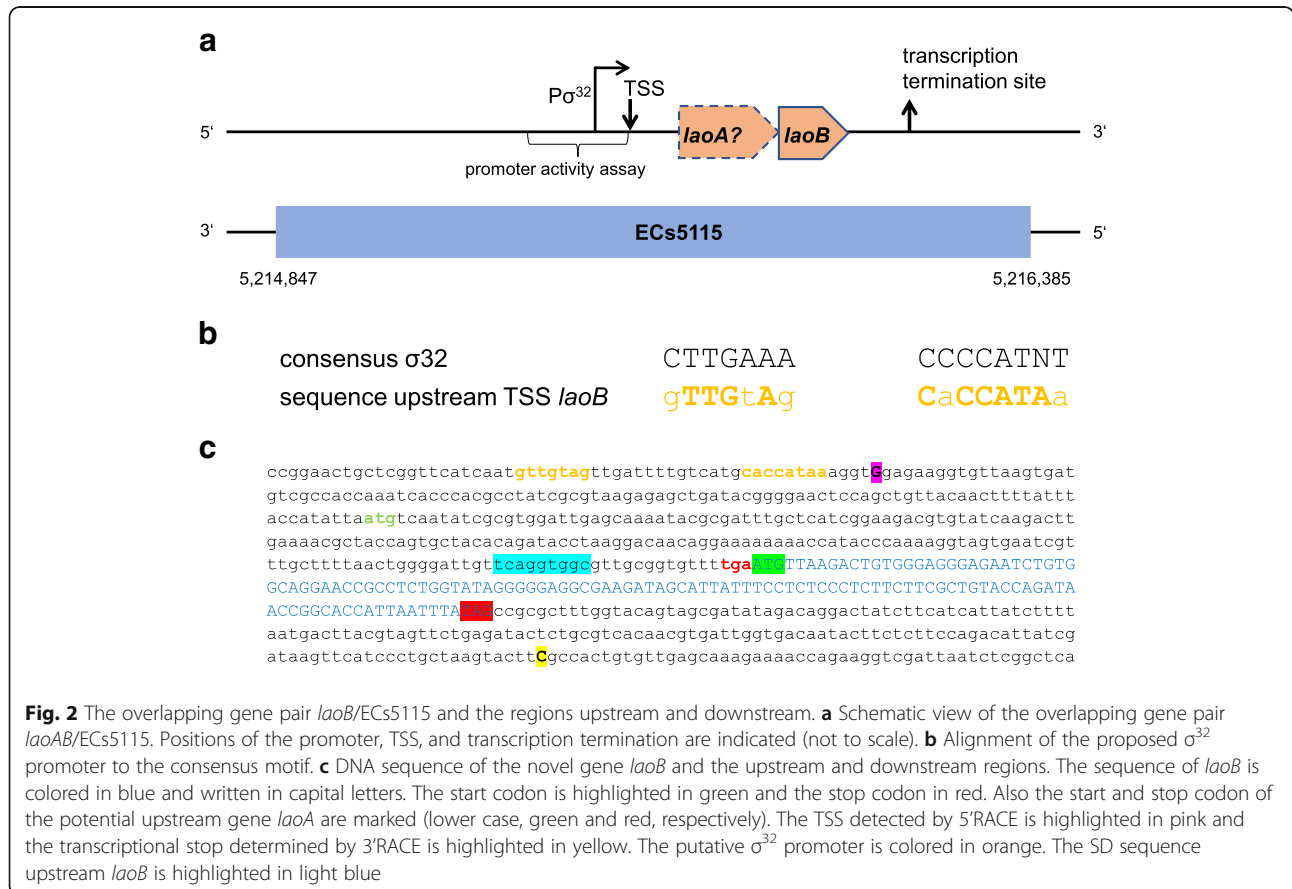 a
transcription
termination site
Pσ³² TSS
5‘ laoA? laoB 3‘
promoter activity assay
3‘ ECs5115 5‘
5,214,847 5,216,385
b
consensus σ32 CTTGAAA CCCCATNT
sequence upstream TSS laoB gTTGtAg CaCCATAa
c
ccggaactgctcggttcatcaatgttgtagttgattttgtcatgcaccataaaggtGgagaaggtgttaagtgat
gtcgccaccaaatcacccacgcctatcgcgtaagagagctgatacggggaactccagctgttacaacttttattt
accatattaatgtcaatatcgcgtggattgagcaaaatacgcgatttgctcatcggaagacgtgtatcaagactt
gaaaacgctaccagtgctacacagatacctaaggacaacaggaaaaaaaaccatacccaaaaggtagtgaatcgt
ttgcttttaactggggattgttcaggtggcgttgcggtgttttgaATGTTAAGACTGTGGGAGGGAGAATCTGTG
GCAGGAACCGCCTCTGGTATAGGGGGAGGCGAAGATAGCATTATTTCCTCTCCCTCTTCTTCGCTGTACCAGATA
ACCGGCACCATTAATTTATAGccgcgctttggtacagtagcgatatagacaggactatcttcatcattatctttt
aatgacttacgtagttctgagatactctgcgtcacaacgtgattggtgacaatacttctcttccagacattatcg
ataagttcatccctgctaagtacttCgccactgtgttgagcaaagaaaaccagaaggtcgattaatctcggctca
Fig. 2 The overlapping gene pair laoB/ECs5115 and the regions upstream and downstream. a Schematic view of the overlapping gene pair
laoAB/ECs5115. Positions of the promoter, TSS, and transcription termination are indicated (not to scale). b Alignment of the proposed σ³²
promoter to the consensus motif. c DNA sequence of the novel gene laoB and the upstream and downstream regions. The sequence of laoB is
colored in blue and written in capital letters. The start codon is highlighted in green and the stop codon in red. Also the start and stop codon of
the potential upstream gene laoA are marked (lower case, green and red, respectively). The TSS detected by 5’RACE is highlighted in pink and
the transcriptional stop determined by 3’RACE is highlighted in yellow. The putative σ³² promoter is colored in orange. The SD sequence
upstream laoB is highlighted in light blue